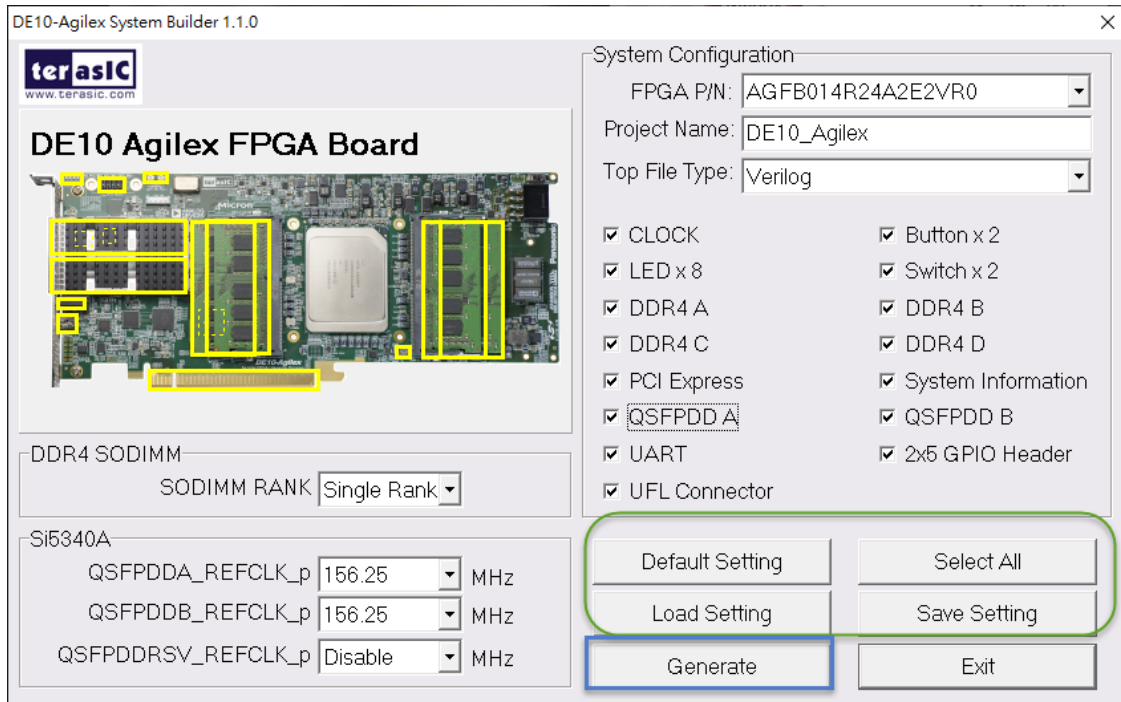 DE10-Agilex System Builder 1.1.0
terasIC
www.terasic.com
DE10 Agilex FPGA Board
Micron
Panasonic
DE10-Agilex
DDR4 SODIMM
SODIMM RANK Single Rank
Si5340A
QSFPDDA_REFCLK_p 156.25 MHz
QSFPDDB_REFCLK_p 156.25 MHz
QSFPDDRSV_REFCLK_p Disable MHz
System Configuration
FPGA P/N: AGFB014R24A2E2VR0
Project Name: DE10_Agilex
Top File Type: Verilog
CLOCK Button x 2
LED x 8 Switch x 2
DDR4 A DDR4 B
DDR4 C DDR4 D
PCI Express System Information
QSFPDD A QSFPDD B
UART 2x5 GPIO Header
UFL Connector
Default Setting Select All
Load Setting Save Setting
Generate Exit